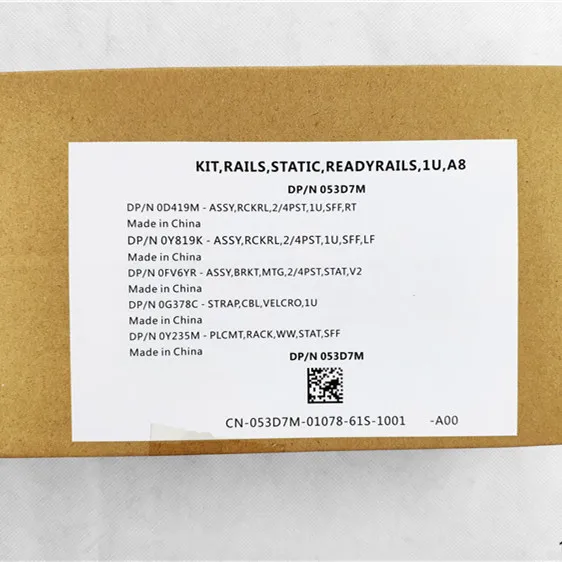 KIT,RAILS,STATIC,READYRAILS,1U,A8
DP/N 053D7M
DP/N 0D419M - ASSY,RCKRL,2/4PST,1U,SFF,RT
Made in China
DP/N 0Y819K - ASSY,RCKRL,2/4PST,1U,SFF,LF
Made in China
DP/N 0FV6YR - ASSY,BRKT,MTG,2/4PST,STAT,V2
Made in China
DP/N 0G378C - STRAP,CBL,VELCRO,1U
Made in China
DP/N 0Y235M - PLCMT,RACK,WW,STAT,SFF
Made in China
DP/N 053D7M
CN-053D7M-01078-61S-1001 -A00